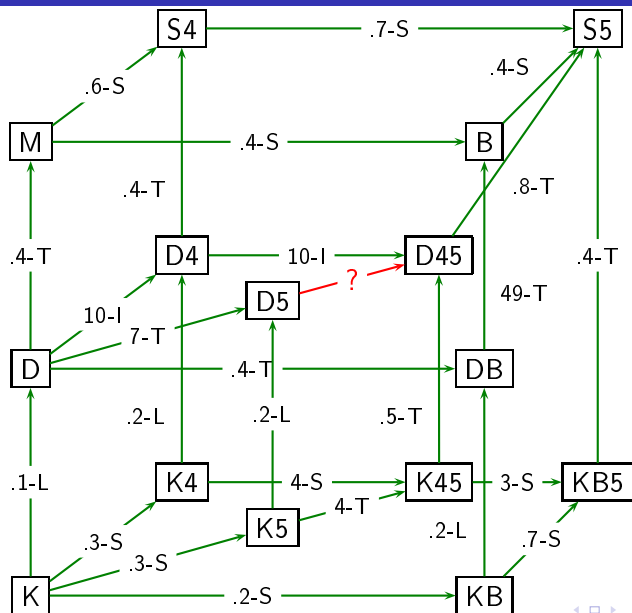 S4
.7-S
S5
.6-S
.4-S
M
.4-S
B
.4-T
.8-T
.4-T
D4
10-I
D45
.4-T
?
D5
49-T
10-I
7-T
D
.4-T
DB
.2-L
.2-L
.5-T
.1-L
K4
4-S
K45
3-S
KB5
4-T
K5
.3-S
.3-S
.2-L
.7-S
K
.2-S
KB